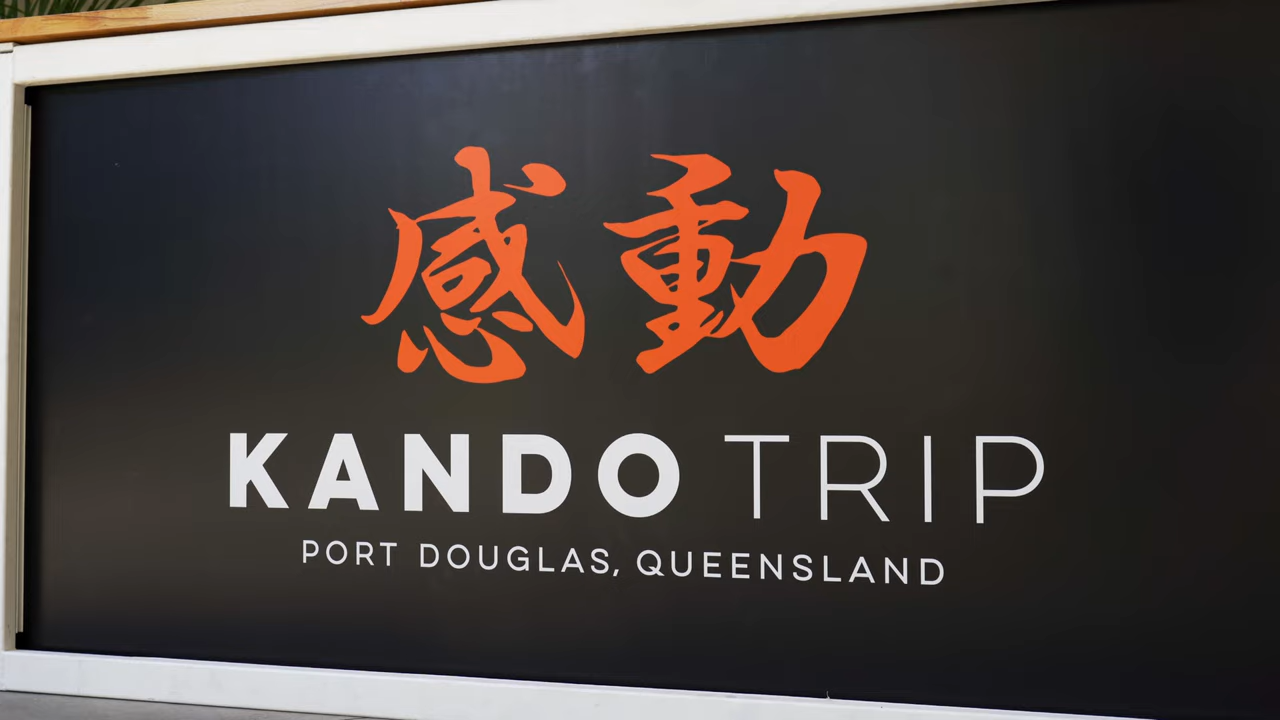 感動
KANDO TRIP
PORT DOUGLAS, QUEENSLAND